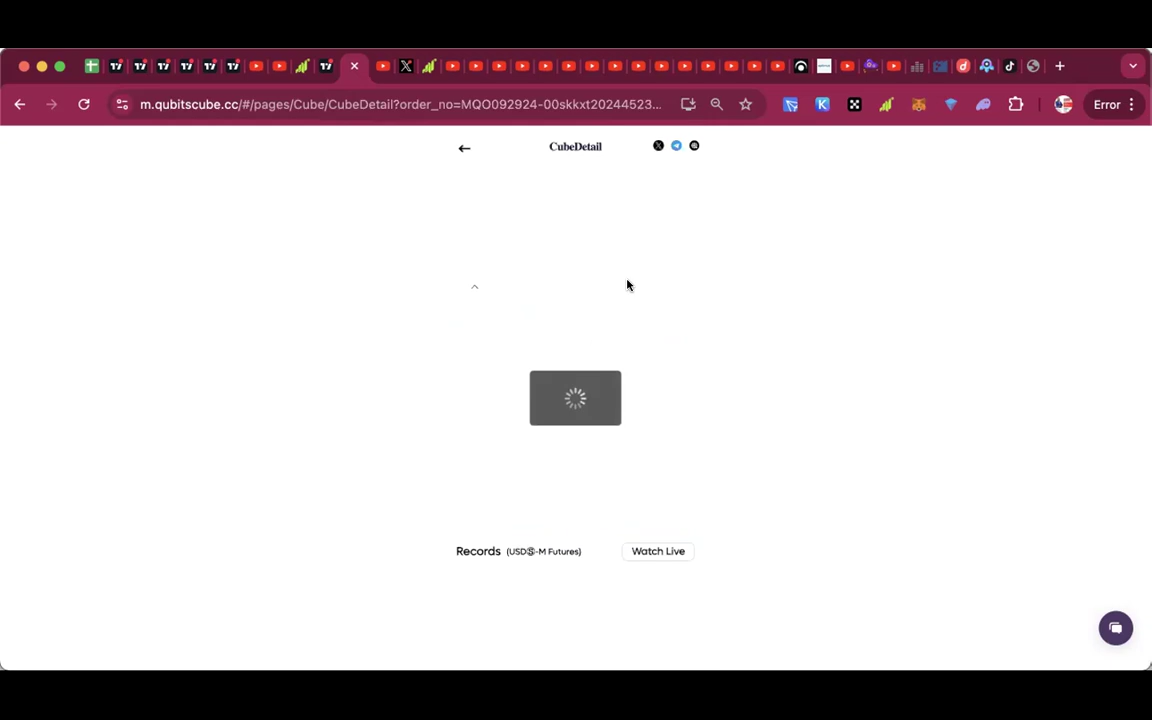 m.qubitscube.cc/#/pages/Cube/CubeDetail?order_no=MQO092924-00skkxt20244523...
Error
CubeDetail
Records (USDⓈ-M Futures)
Watch Live